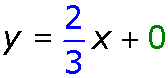 y = 2/3 x + 0